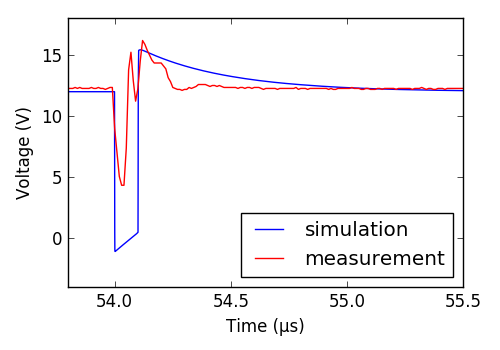 15
10
5
0
Voltage (V)
simulation
measurement
54.0 54.5 55.0 55.5
Time (μs)